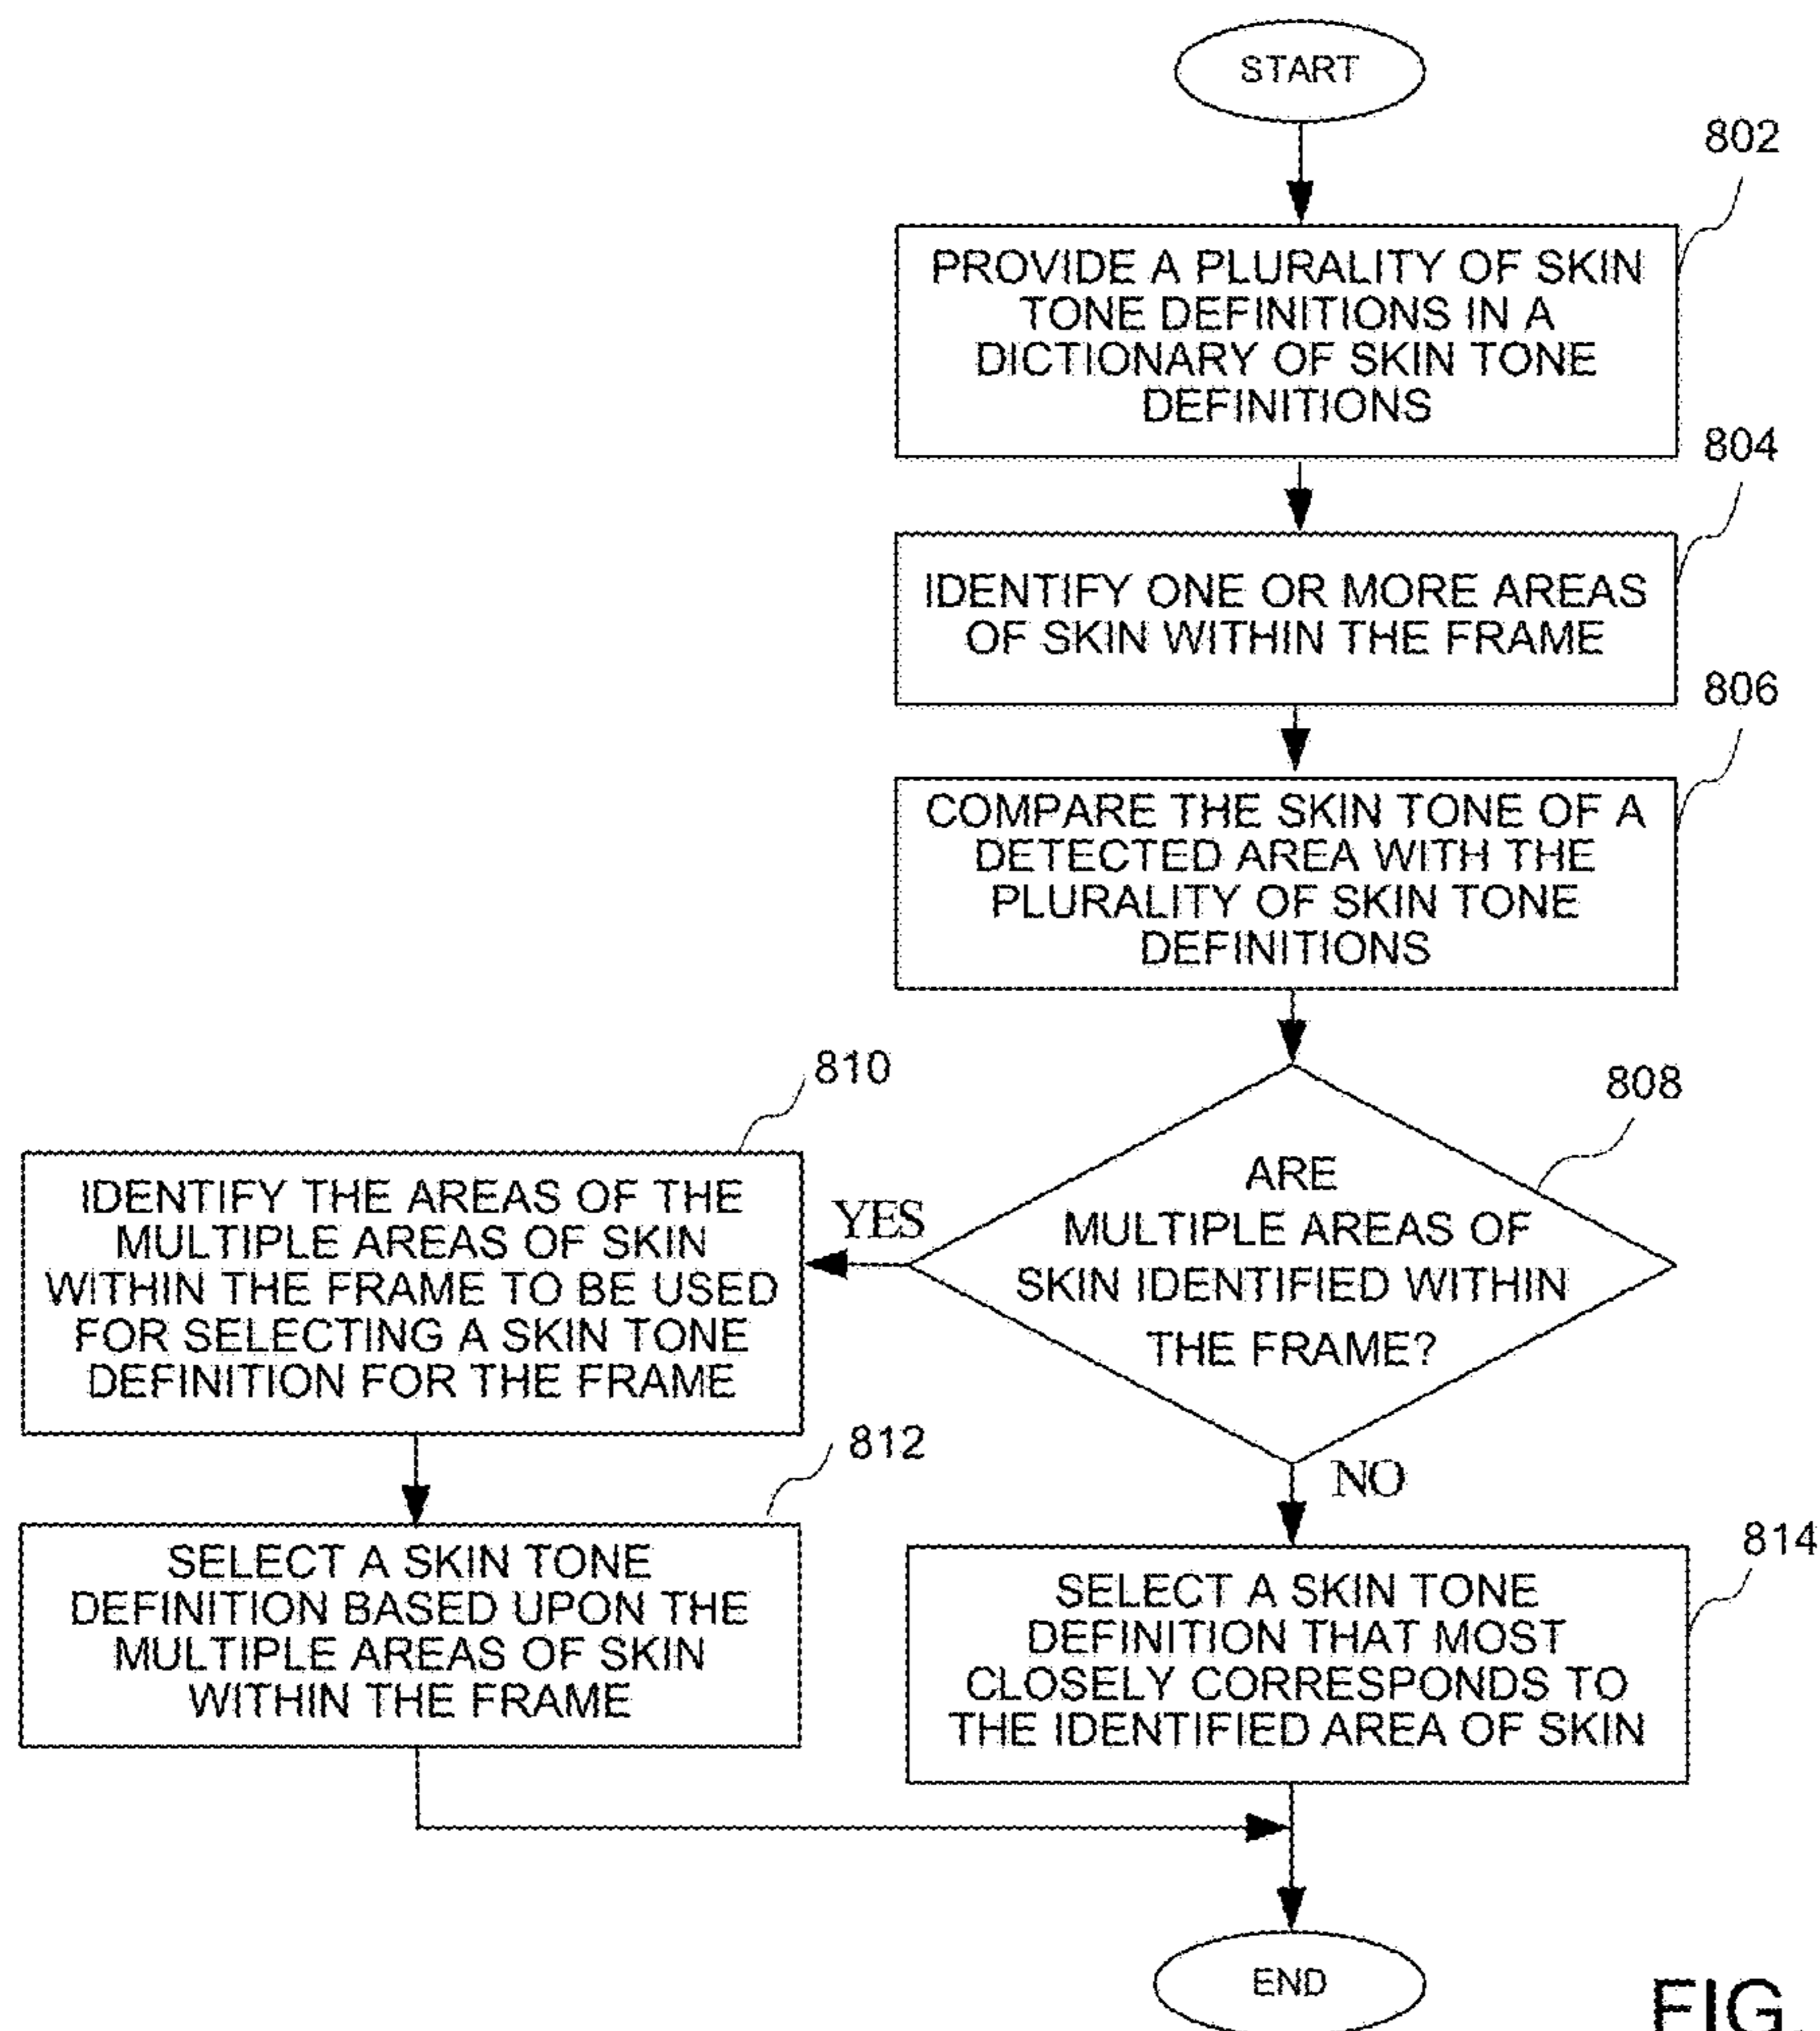 START
802
PROVIDE A PLURALITY OF SKIN
TONE DEFINITIONS IN A
DICTIONARY OF SKIN TONE
DEFINITIONS
804
IDENTIFY ONE OR MORE AREAS
OF SKIN WITHIN THE FRAME
806
COMPARE THE SKIN TONE OF A
DETECTED AREA WITH THE
PLURALITY OF SKIN TONE
DEFINITIONS
808
ARE
MULTIPLE AREAS OF
SKIN IDENTIFIED WITHIN
THE FRAME?
YES
810
IDENTIFY THE AREAS OF THE
MULTIPLE AREAS OF SKIN
WITHIN THE FRAME TO BE USED
FOR SELECTING A SKIN TONE
DEFINITION FOR THE FRAME
812
SELECT A SKIN TONE
DEFINITION BASED UPON THE
MULTIPLE AREAS OF SKIN
WITHIN THE FRAME
NO
814
SELECT A SKIN TONE
DEFINITION THAT MOST
CLOSELY CORRESPONDS TO
THE IDENTIFIED AREA OF SKIN
END
FIG.